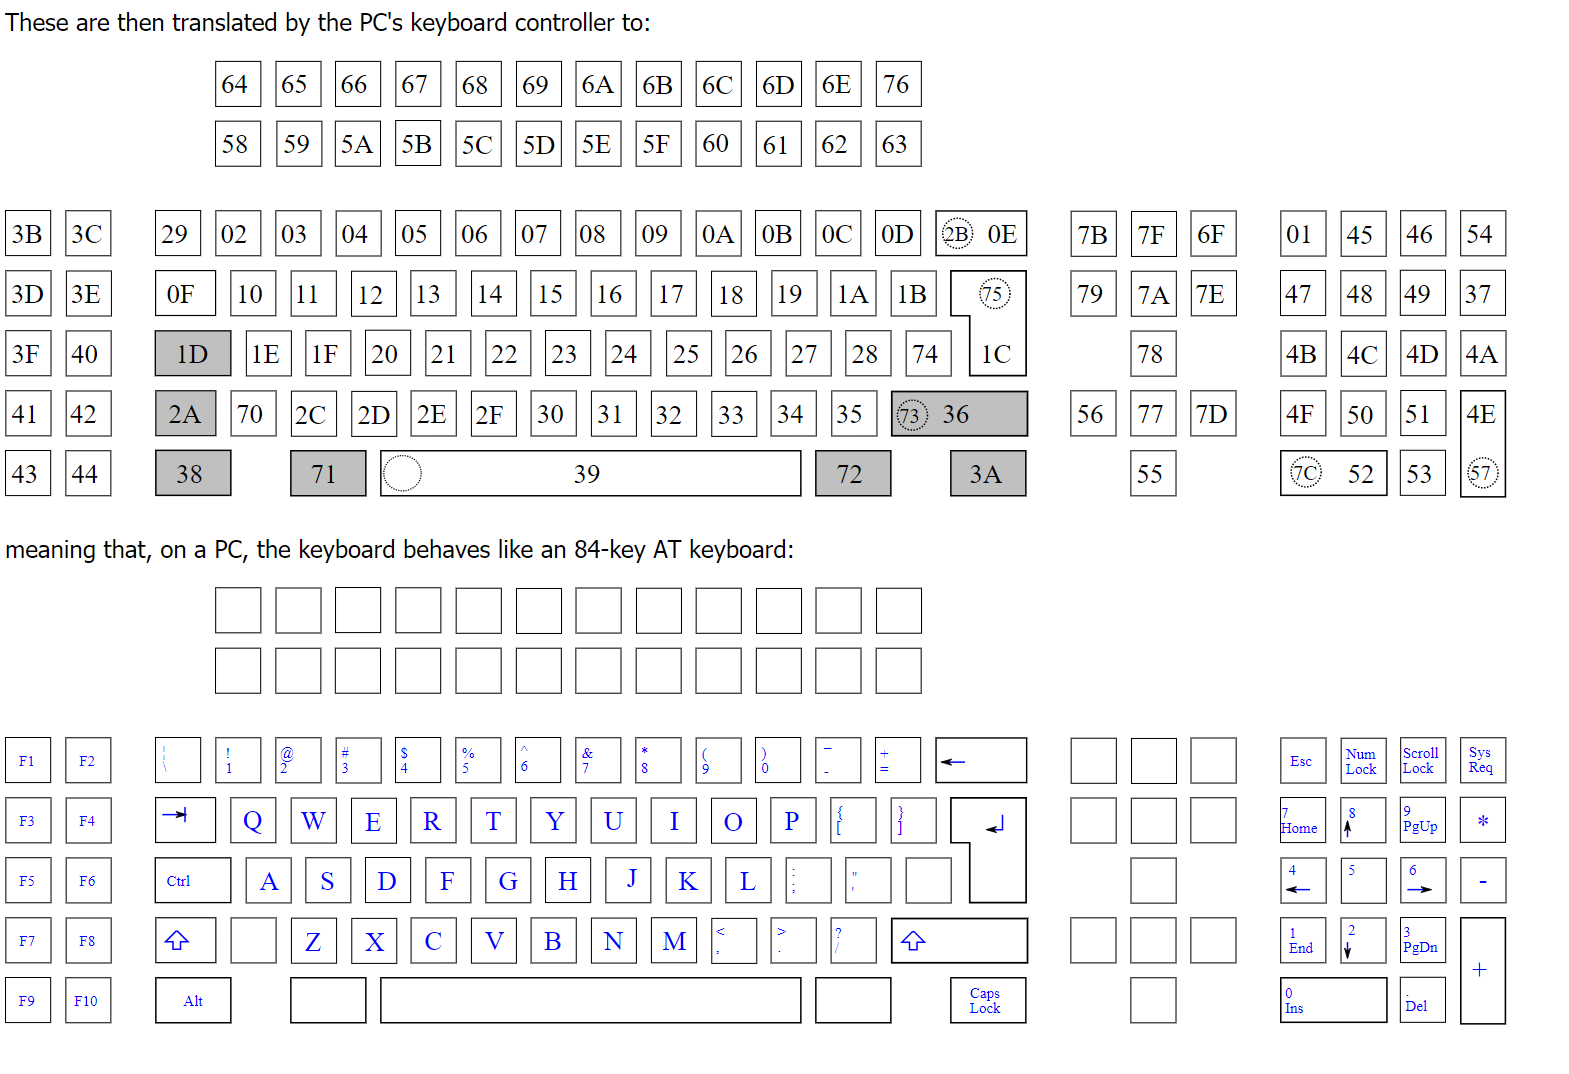 These are then translated by the PC's keyboard controller to:
64 65 66 67 68 69 6A 6B 6C 6D 6E 76
58 59 5A 5B 5C 5D 5E 5F 60 61 62 63
3B 3C 29 02 03 04 05 06 07 08 09 0A 0B 0C 0D 2B 0E 7B 7F 6F 01 45 46 54
3D 3E 0F 10 11 12 13 14 15 16 17 18 19 1A 1B 75 79 7A 7E 47 48 49 37
3F 40 1D 1E 1F 20 21 22 23 24 25 26 27 28 74 1C 78 4B 4C 4D 4A
41 42 2A 70 2C 2D 2E 2F 30 31 32 33 34 35 73 36 56 77 7D 4F 50 51 4E
43 44 38 71 39 72 3A 55 7C 52 53 57
meaning that, on a PC, the keyboard behaves like an 84-key AT keyboard:
¦ ! @ # $ % ^ & * ( ) _ + Num Scroll Sys
F1 F2 \ 1 2 3 4 5 6 7 8 9 0 - = ← Esc Lock Lock Req
{ } 7 8 9
F3 F4 Q W E R T Y U I O P [ ] Home PgUp *
: " 4 5 6
F5 F6 Ctrl A S D F G H J K L ; ' ← → -
< > ? 1 2 3
F7 F8 Z X C V B N M , . / End PgDn
+
Caps 0 .
F9 F10 Alt Lock Ins Del